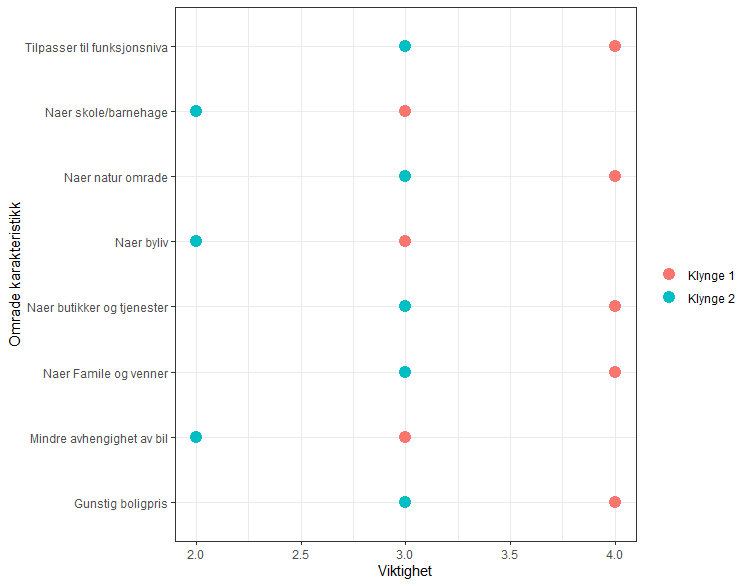 Omrade karakteristikk
Tilpasser til funksjonsniva
Naer skole/barnehage
Naer natur omrade
Naer byliv
Naer butikker og tjenester
Naer Famile og venner
Mindre avhengighet av bil
Gunstig boligpris
2.0 2.5 3.0 3.5 4.0
Viktighet
Klynge 1
Klynge 2